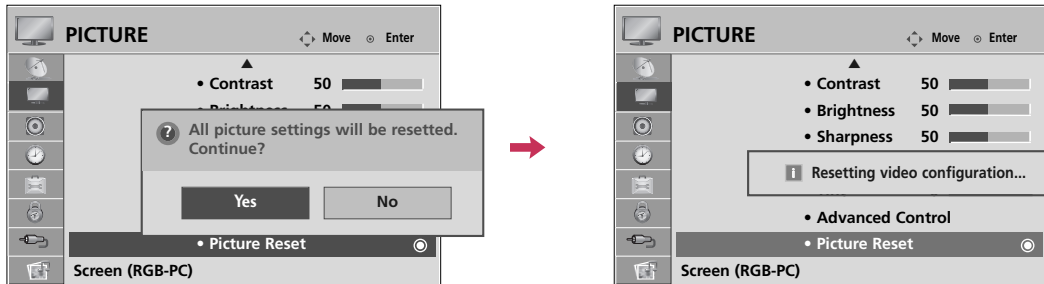 PICTURE
Move Enter
• Contrast 50
• Brightness 50
All picture settings will be resetted.
Continue?
Yes No
• Picture Reset
Screen (RGB-PC)
PICTURE
Move Enter
• Contrast 50
• Brightness 50
• Sharpness 50
Resetting video configuration...
• Advanced Control
• Picture Reset
Screen (RGB-PC)